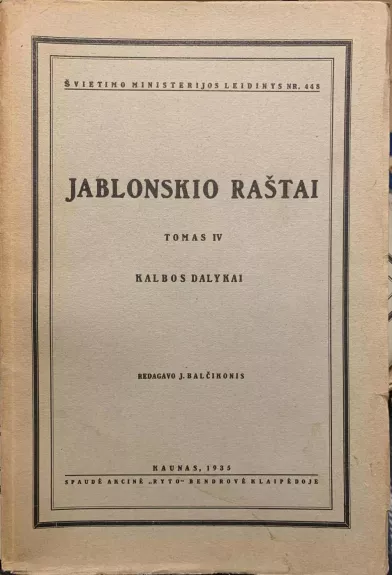 ŠVIETIMO MINISTERIJOS LEIDINYS NR. 445
JABLONSKIO RAŠTAI
TOMAS IV
KALBOS DALYKAI
REDAGAVO J. BALČIKONIS
KAUNAS, 1935
SPAUDĖ AKCINĖ „RYTO“ BENDROVĖ KLAIPĖDOJE